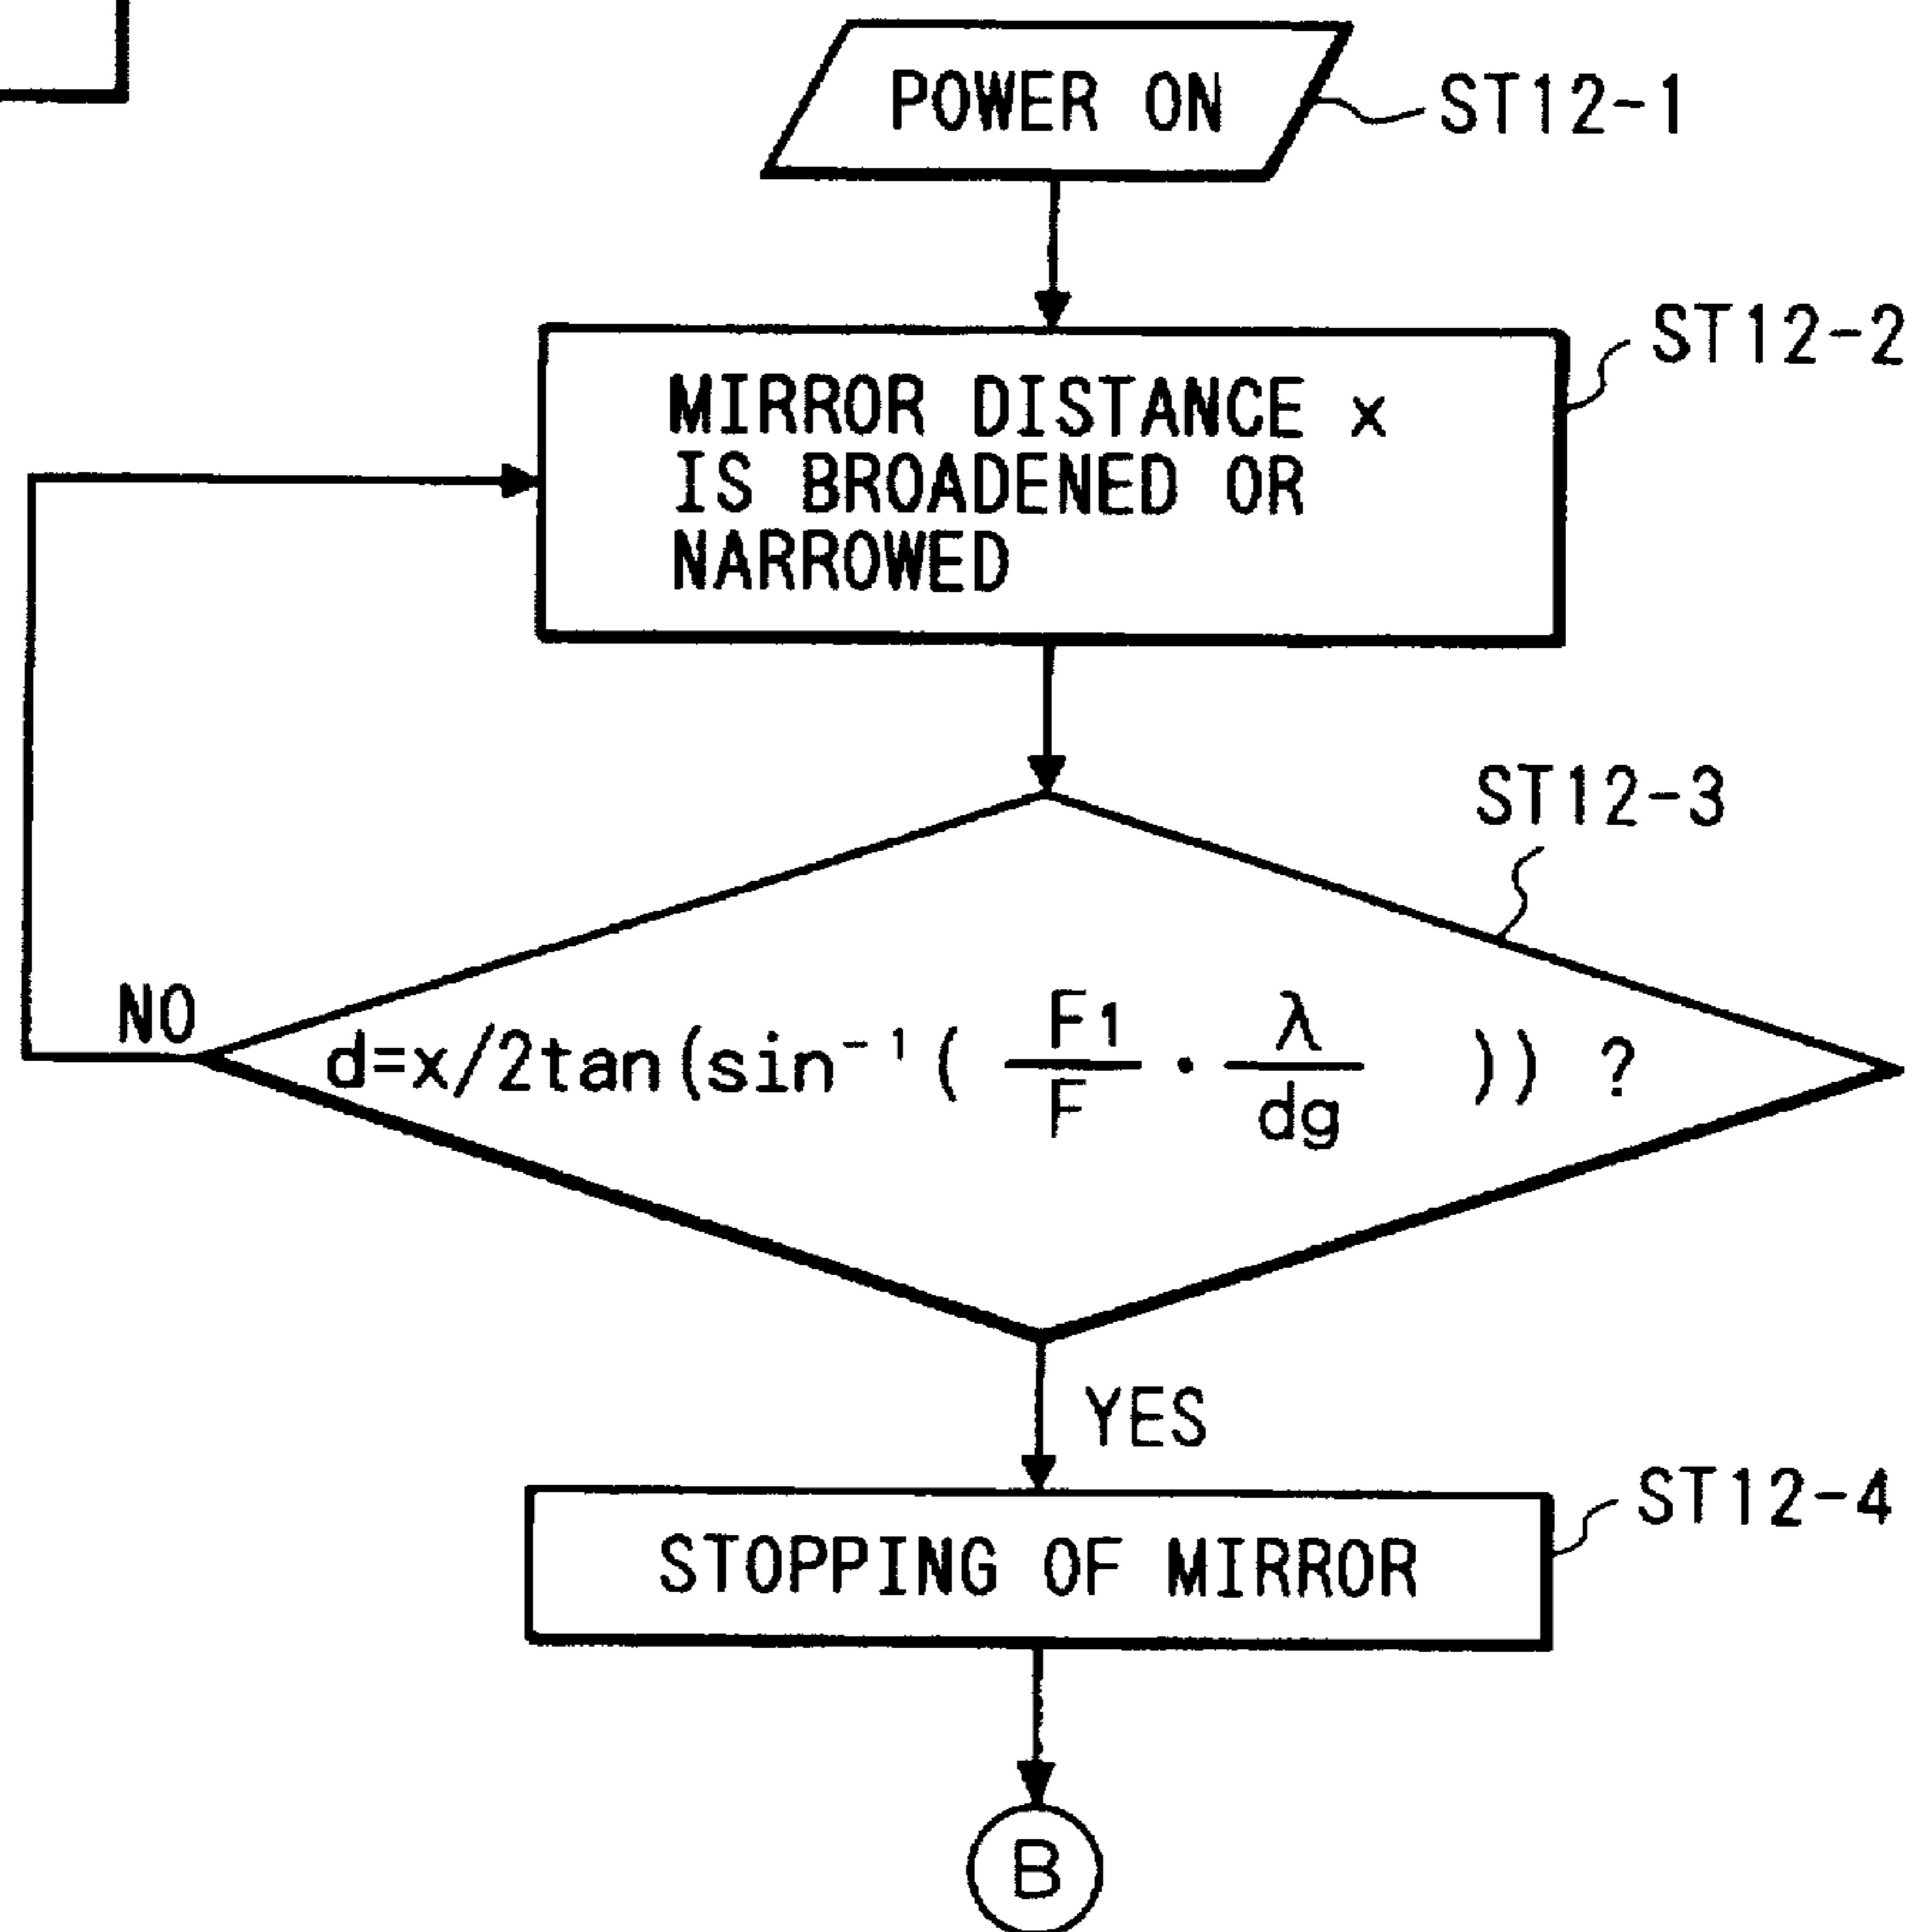 POWER ON
ST12-1
ST12-2
MIRROR DISTANCE x
IS BROADENED OR
NARROWED
ST12-3
NO
d=x/2tan(sin⁻¹( F1/F · λ/dg )) ?
YES
ST12-4
STOPPING OF MIRROR
B